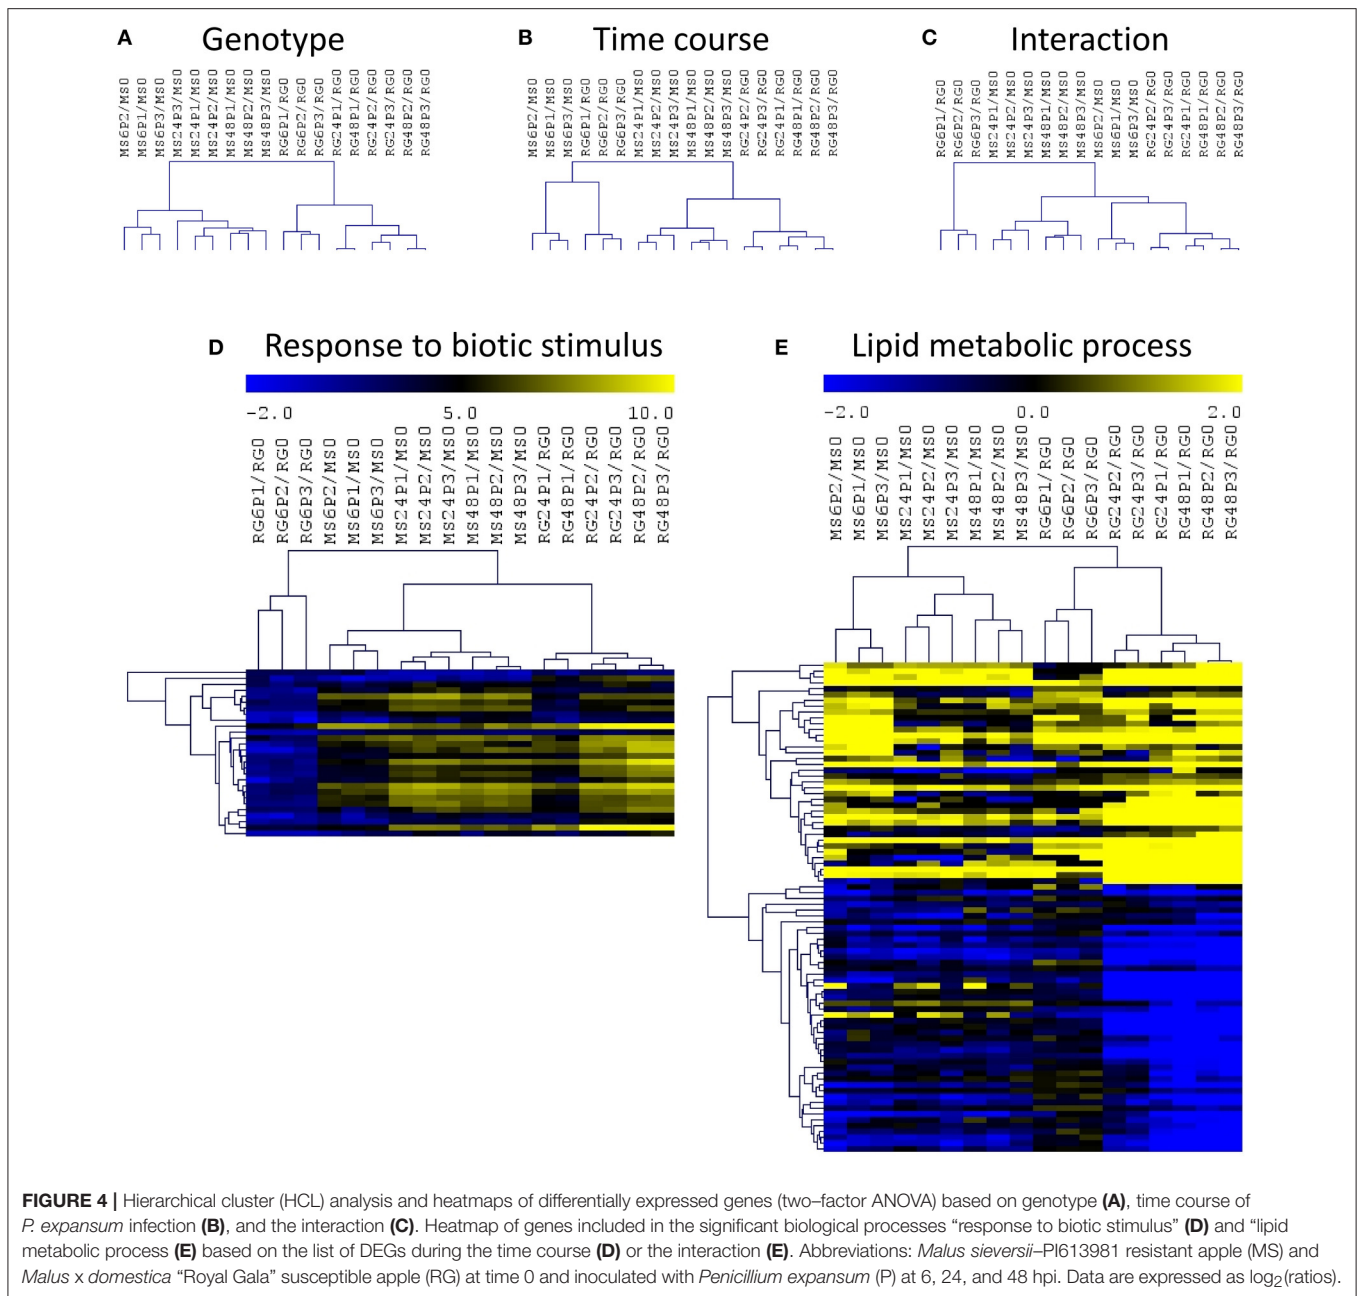 A Genotype
MS6P2/MS0
MS6P1/MS0
MS6P3/MS0
MS24P3/MS0
MS24P1/MS0
MS24P2/MS0
MS48P1/MS0
MS48P2/MS0
MS48P3/MS0
RG6P1/RG0
RG6P2/RG0
RG6P3/RG0
RG24P1/RG0
RG48P1/RG0
RG24P2/RG0
RG24P3/RG0
RG48P2/RG0
RG48P3/RG0
B Time course
MS6P2/MS0
MS6P1/MS0
MS6P3/MS0
RG6P1/RG0
RG6P2/RG0
RG6P3/RG0
MS24P1/MS0
MS24P2/MS0
MS24P3/MS0
MS48P1/MS0
MS48P2/MS0
MS48P3/MS0
RG24P2/RG0
RG24P3/RG0
RG24P1/RG0
RG48P1/RG0
RG48P2/RG0
RG48P3/RG0
C Interaction
RG6P1/RG0
RG6P2/RG0
RG6P3/RG0
MS24P1/MS0
MS24P2/MS0
MS24P3/MS0
MS48P1/MS0
MS48P2/MS0
MS48P3/MS0
MS6P2/MS0
MS6P1/MS0
MS6P3/MS0
RG24P2/RG0
RG24P3/RG0
RG24P1/RG0
RG48P1/RG0
RG48P2/RG0
RG48P3/RG0
D Response to biotic stimulus
-2.0 5.0 10.0
RG6P1/RG0
RG6P2/RG0
RG6P3/RG0
MS6P2/MS0
MS6P1/MS0
MS6P3/MS0
MS24P1/MS0
MS24P2/MS0
MS24P3/MS0
MS48P1/MS0
MS48P2/MS0
MS48P3/MS0
RG24P1/RG0
RG48P1/RG0
RG24P2/RG0
RG24P3/RG0
RG48P2/RG0
RG48P3/RG0
E Lipid metabolic process
-2.0 0.0 2.0
MS6P2/MS0
MS6P1/MS0
MS6P3/MS0
MS24P1/MS0
MS24P2/MS0
MS24P3/MS0
MS48P1/MS0
MS48P2/MS0
MS48P3/MS0
RG6P1/RG0
RG6P2/RG0
RG6P3/RG0
RG24P2/RG0
RG24P3/RG0
RG24P1/RG0
RG48P1/RG0
RG48P2/RG0
RG48P3/RG0
FIGURE 4 | Hierarchical cluster (HCL) analysis and heatmaps of differentially expressed genes (two–factor ANOVA) based on genotype (A), time course of
P. expansum infection (B), and the interaction (C). Heatmap of genes included in the significant biological processes “response to biotic stimulus” (D) and “lipid
metabolic process (E) based on the list of DEGs during the time course (D) or the interaction (E). Abbreviations: Malus sieversii–PI613981 resistant apple (MS) and
Malus x domestica “Royal Gala” susceptible apple (RG) at time 0 and inoculated with Penicillium expansum (P) at 6, 24, and 48 hpi. Data are expressed as log₂(ratios).